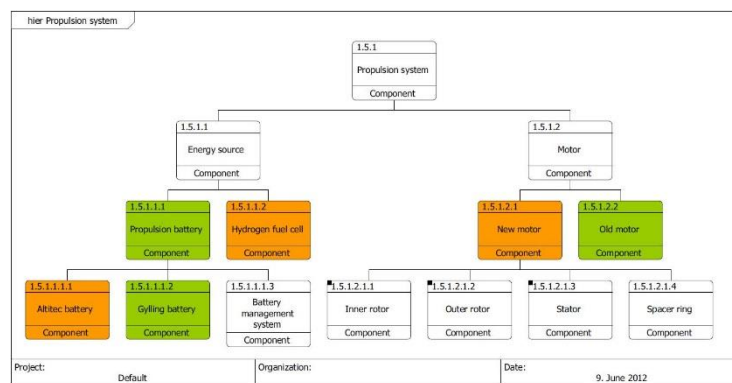 hier Propulsion system
1.5.1
Propulsion system
Component
1.5.1.1
Energy source
Component
1.5.1.2
Motor
Component
1.5.1.1.1
Propulsion battery
Component
1.5.1.1.2
Hydrogen fuel cell
Component
1.5.1.2.1
New motor
Component
1.5.1.2.2
Old motor
Component
1.5.1.1.1.1
Altitec battery
Component
1.5.1.1.1.2
Gylling battery
Component
1.5.1.1.1.3
Battery
management
system
Component
1.5.1.2.1.1
Inner rotor
Component
1.5.1.2.1.2
Outer rotor
Component
1.5.1.2.1.3
Stator
Component
1.5.1.2.1.4
Spacer ring
Component
Project:
Default
Organization:
Date:
9. June 2012